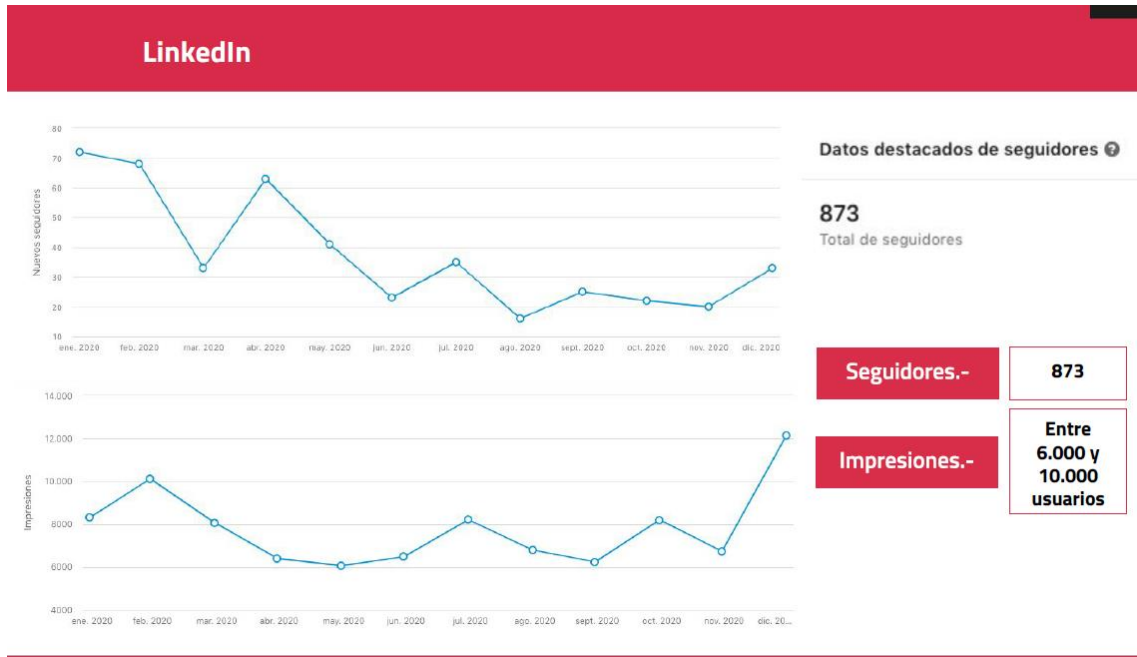 LinkedIn
80
70
60
50
40
30
20
10
Nuevos seguidores
ene. 2020 feb. 2020 mar. 2020 abr. 2020 may. 2020 jun. 2020 jul. 2020 ago. 2020 sept. 2020 oct. 2020 nov. 2020 dic. 2020
14.000
12.000
10.000
8000
6000
4000
Impresiones
ene. 2020 feb. 2020 mar. 2020 abr. 2020 may. 2020 jun. 2020 jul. 2020 ago. 2020 sept. 2020 oct. 2020 nov. 2020 dic. 20...
Datos destacados de seguidores ?
873
Total de seguidores
Seguidores.- 873
Impresiones.-
Entre
6.000 y
10.000
usuarios